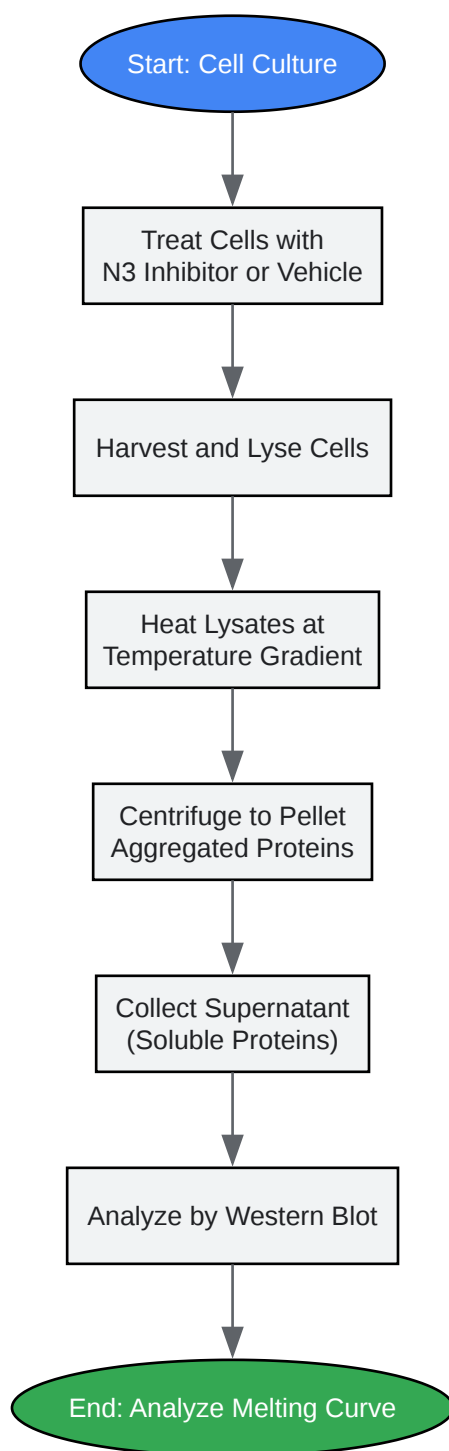 Start: Cell Culture
Treat Cells with
N3 Inhibitor or Vehicle
Harvest and Lyse Cells
Heat Lysates at
Temperature Gradient
Centrifuge to Pellet
Aggregated Proteins
Collect Supernatant
(Soluble Proteins)
Analyze by Western Blot
End: Analyze Melting Curve